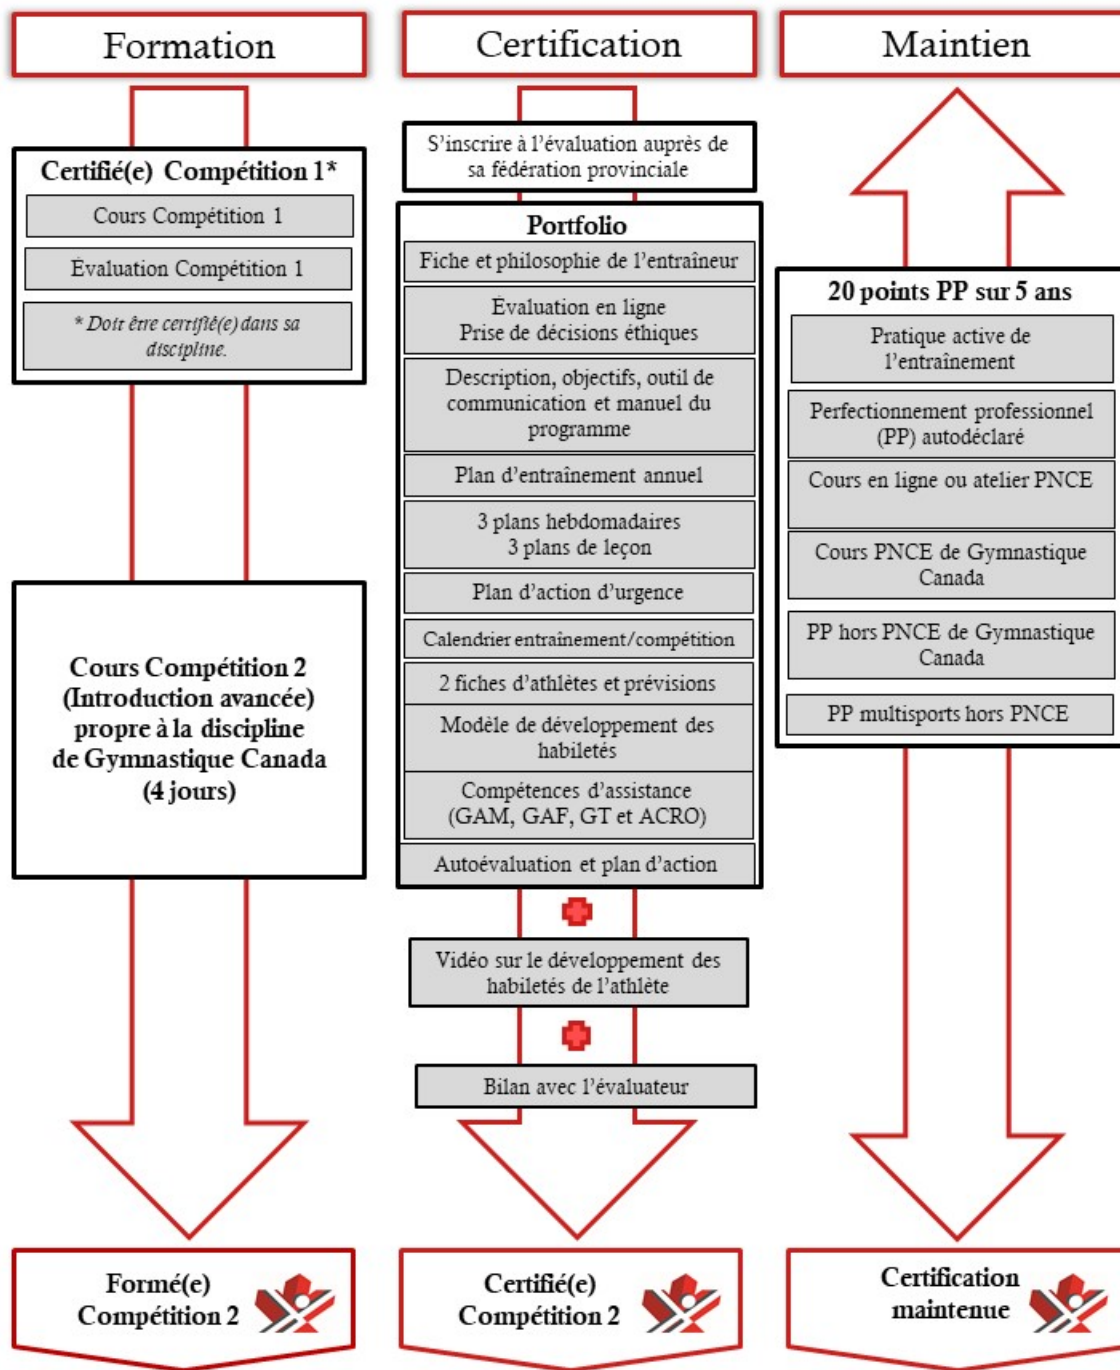 Formation
Certifié(e) Compétition 1*
Cours Compétition 1
Évaluation Compétition 1
* Doit être certifié(e) dans sa
discipline.
Cours Compétition 2
(Introduction avancée)
propre à la discipline
de Gymnastique Canada
(4 jours)
Formé(e)
Compétition 2
Certification
S'inscrire à l'évaluation auprès de
sa fédération provinciale
Portfolio
Fiche et philosophie de l'entraîneur
Évaluation en ligne
Prise de décisions éthiques
Description, objectifs, outil de
communication et manuel du
programme
Plan d'entraînement annuel
3 plans hebdomadaires
3 plans de leçon
Plan d'action d'urgence
Calendrier entraînement/compétition
2 fiches d'athlètes et prévisions
Modèle de développement des
habiletés
Compétences d'assistance
(GAM, GAF, GT et ACRO)
Autoévaluation et plan d'action
Vidéo sur le développement des
habiletés de l'athlète
Bilan avec l'évaluateur
Certifié(e)
Compétition 2
Maintien
20 points PP sur 5 ans
Pratique active de
l'entraînement
Perfectionnement professionnel
(PP) autodéclaré
Cours en ligne ou atelier PNCE
Cours PNCE de Gymnastique
Canada
PP hors PNCE de Gymnastique
Canada
PP multisports hors PNCE
Certification
maintenue